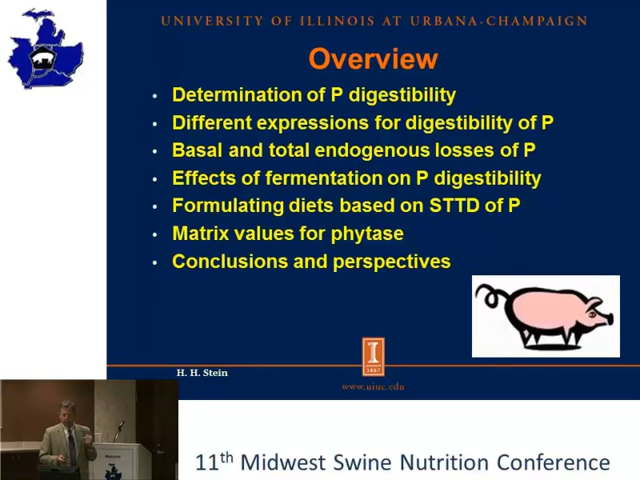 UNIVERSITY OF ILLINOIS AT URBANA-CHAMPAIGN
Overview
• Determination of P digestibility
• Different expressions for digestibility of P
• Basal and total endogenous losses of P
• Effects of fermentation on P digestibility
• Formulating diets based on STTD of P
• Matrix values for phytase
• Conclusions and perspectives
I
1867
H. H. Stein
www.uiuc.edu
11th Midwest Swine Nutrition Conference